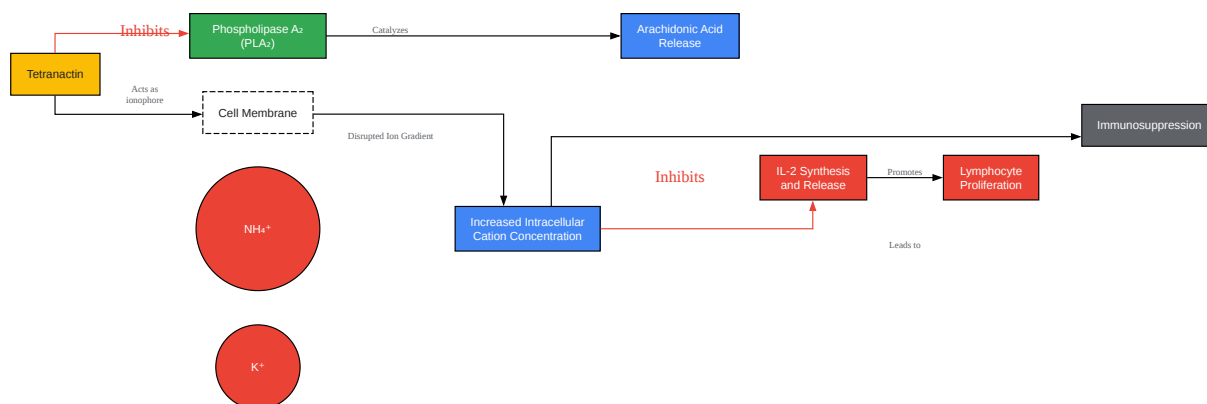 Inhibits
Phospholipase A₂
(PLA₂)
Catalyzes
Arachidonic Acid
Release
Tetranactin
Acts as
ionophore
Cell Membrane
Disrupted Ion Gradient
Immunosuppression
Inhibits
IL-2 Synthesis
and Release
Promotes
Lymphocyte
Proliferation
NH₄⁺
Increased Intracellular
Cation Concentration
Leads to
K⁺